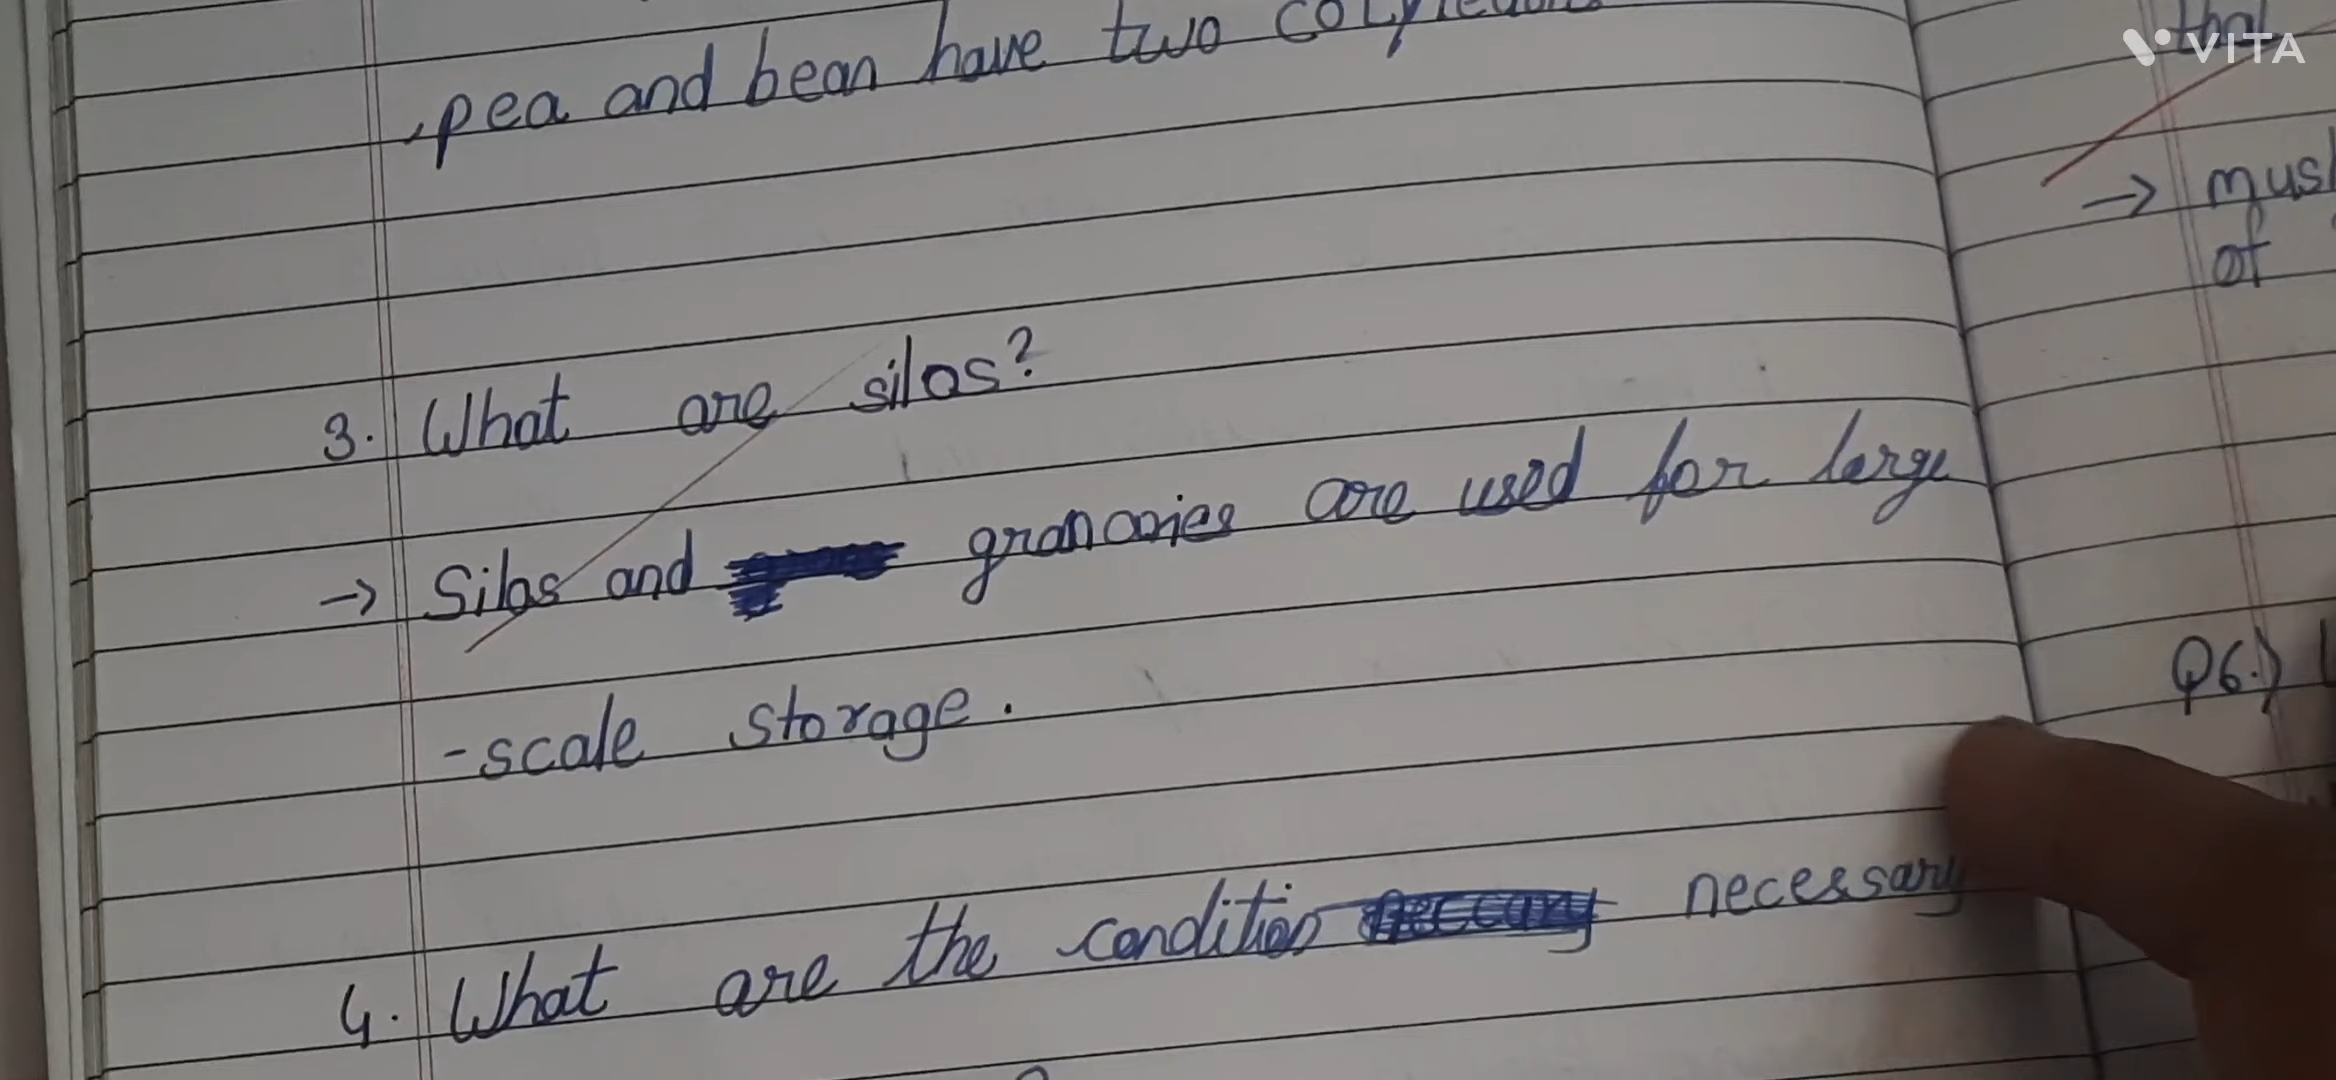 pea and bean have two
3. What are silos?
→ Silos and granaries are used for large
-scale storage.
4. What are the condition necessary
that
→
of
Q6.)
VITA